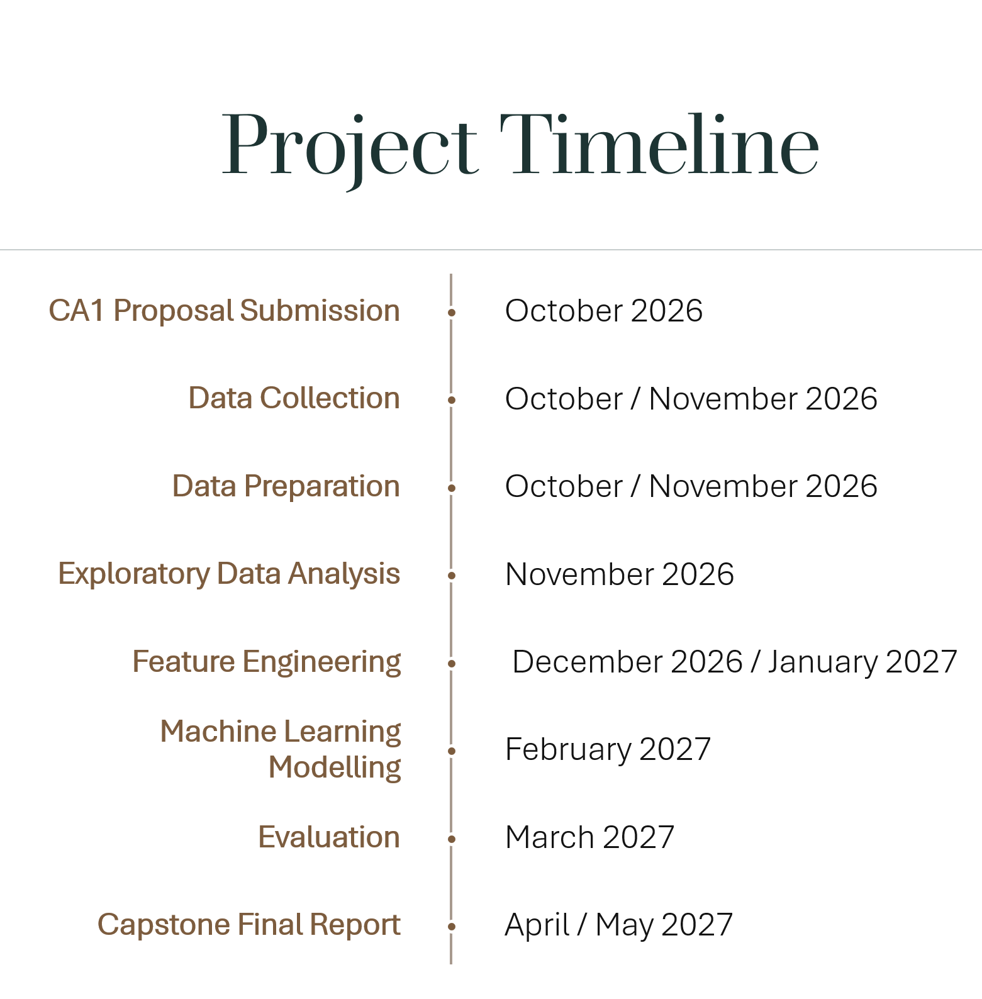 Project Timeline
CA1 Proposal Submission
October 2026
Data Collection
October / November 2026
Data Preparation
October / November 2026
Exploratory Data Analysis
November 2026
Feature Engineering
December 2026 / January 2027
Machine Learning
Modelling
February 2027
Evaluation
March 2027
Capstone Final Report
April / May 2027